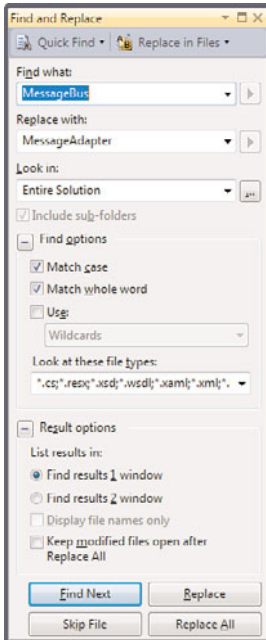 Find and Replace
Quick Find
Replace in Files
Find what:
MessageBus
Replace with:
MessageAdapter
Look in:
Entire Solution
...
Include sub-folders
Find options
Match case
Match whole word
Use:
Wildcards
Look at these file types:
*.cs;*.resx;*.xsd;*.wsdl;*.xaml;*.xml;*.
Result options
List results in:
Find results 1 window
Find results 2 window
Display file names only
Keep modified files open after
Replace All
Find Next
Replace
Skip File
Replace All